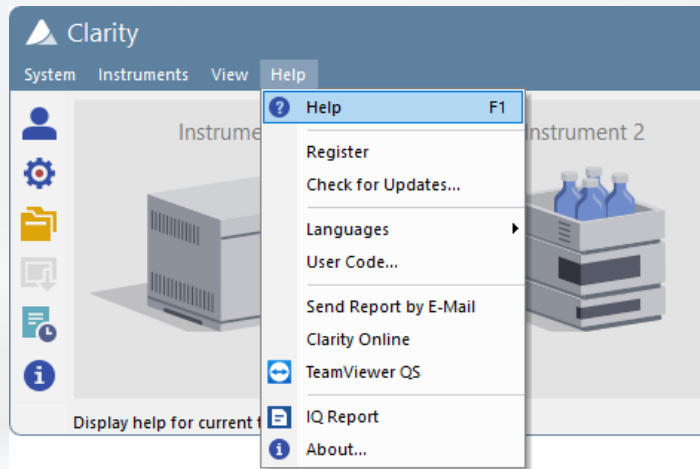 Clarity
System Instruments View Help
Help F1
Instrume
Instrument 2
Register
Check for Updates...
Languages
User Code...
Send Report by E-Mail
Clarity Online
TeamViewer QS
IQ Report
About...
Display help for current t